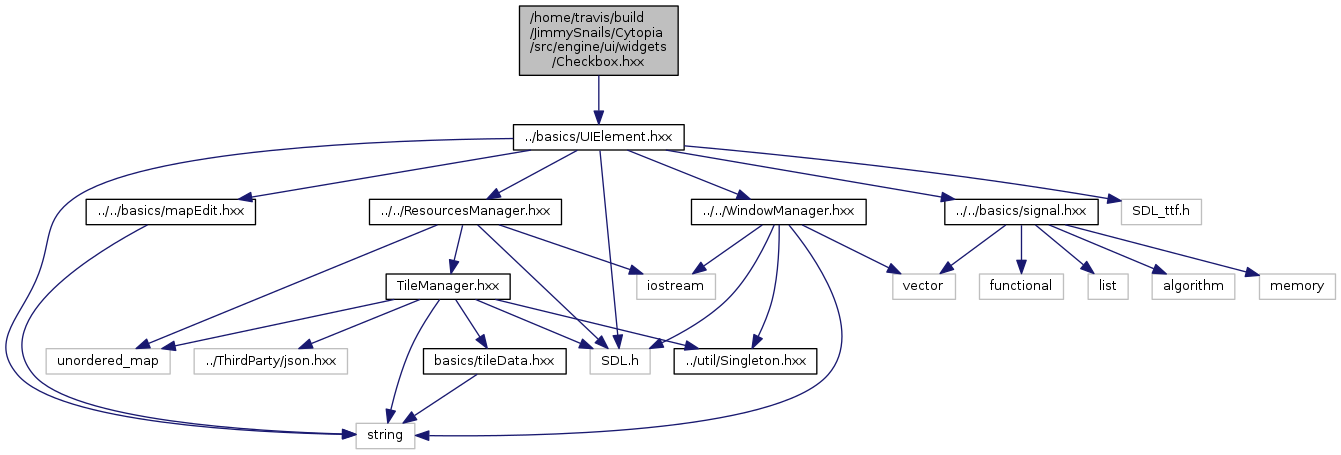 /home/travis/build
/JimmySnails/Cytopia
/src/engine/ui/widgets
/Checkbox.hxx
../basics/UIElement.hxx
../../basics/mapEdit.hxx
../../ResourcesManager.hxx
../../WindowManager.hxx
../../basics/signal.hxx
SDL_ttf.h
TileManager.hxx
iostream
vector
functional
list
algorithm
memory
unordered_map
../ThirdParty/json.hxx
basics/tileData.hxx
SDL.h
../util/Singleton.hxx
string